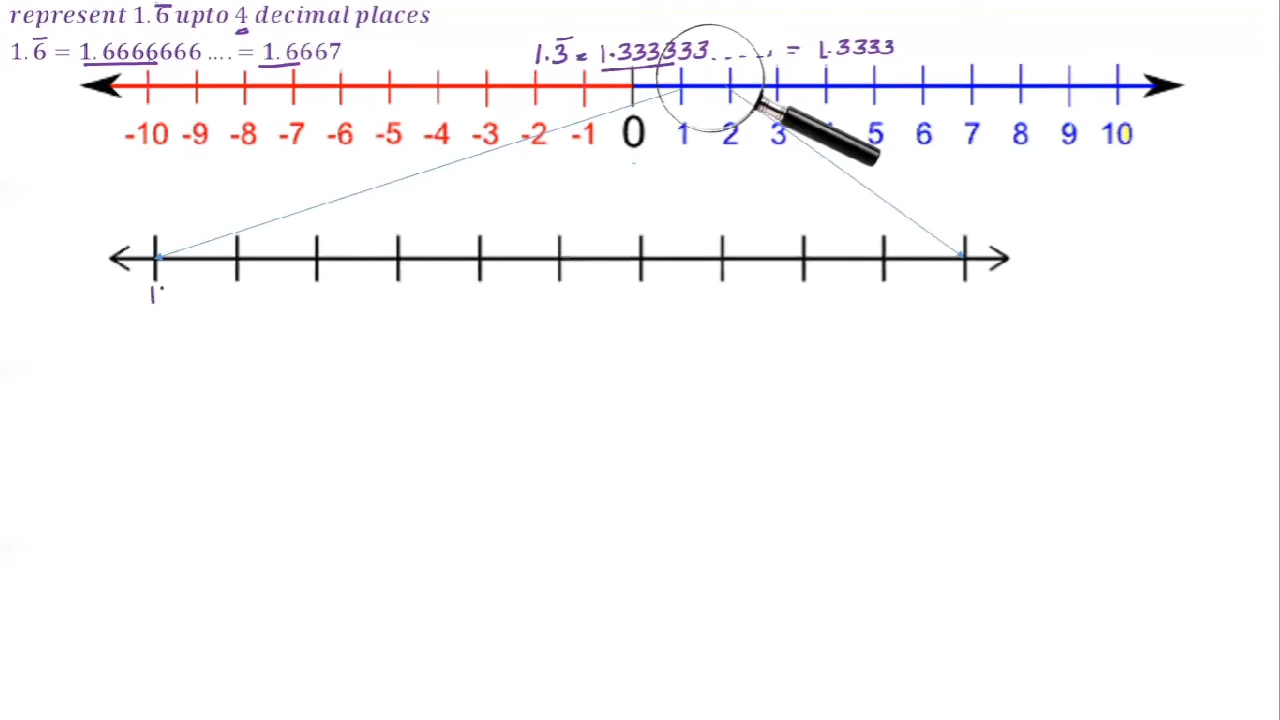 represent 1.6̅ upto 4 decimal places
1.6̅ = 1.6666666 .... = 1.6667
1.3̅ = 1.333333..... = 1.3333
-10 -9 -8 -7 -6 -5 -4 -3 -2 -1 0 1 2 3 5 6 7 8 9 10
1.